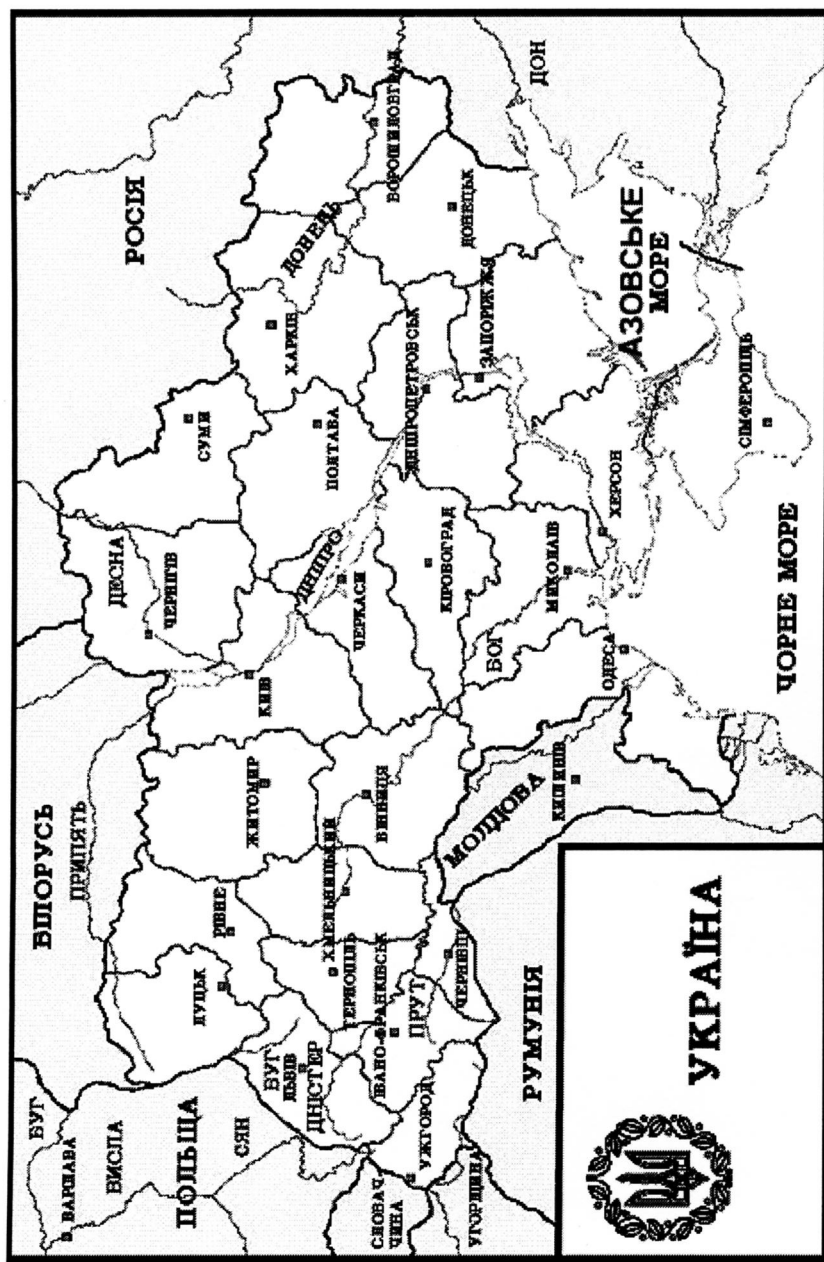 БУГ
ВАРШАВА
ВИСЛА
ПОЛЬЩА
СЯН
БІЛОРУСЬ
ПРИПЯТЬ
РОСІЯ
ДЕСНА
ЧЕРНІГІВ
СУМИ
ЛУЦЬК
РІВНЕ
ЖИТОМИР
КИЇВ
ХАРКІВ
БУГ
ЛЬВІВ
ДНІСТЕР
ТЕРНОПІЛЬ
ХМЕЛЬНИЦЬКИЙ
ВІННИЦЯ
ДНІПРО
ЧЕРКАСИ
ПОЛТАВА
ДОНЕЦЬ
ВОРОШИЛОВГРАД
СЛОВАЧ
ЧИНА
УЖГОРОД
ІВАНО-ФРАНКІВСЬК
ПРУТ
ЧЕРНІВЦІ
КІРОВОГРАД
ДНІПРОПЕТРОВСЬК
ДОНЕЦЬК
УГОРЩИНА
МОЛДОВА
БОГ
ЗАПОРІЖЖЯ
ДОН
РУМУНІЯ
КИШИНІВ
ОДЕСА
МИКОЛАЇВ
ХЕРСОН
АЗОВСЬКЕ
МОРЕ
СІМФЕРОПІЛЬ
ЧОРНЕ МОРЕ
УКРАЇНА